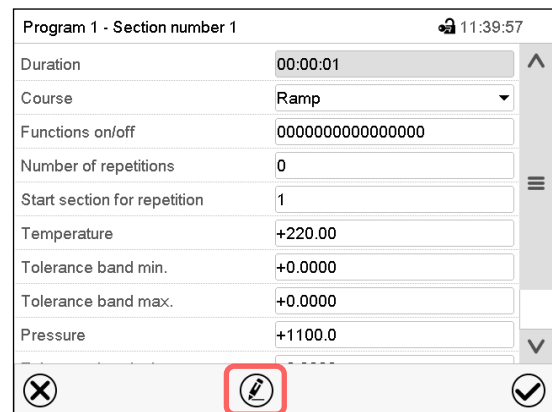 Program 1 - Section number 1 11:39:57
Duration 00:00:01
Course Ramp
Functions on/off 0000000000000000
Number of repetitions 0
Start section for repetition 1
Temperature +220.00
Tolerance band min. +0.0000
Tolerance band max. +0.0000
Pressure +1100.0